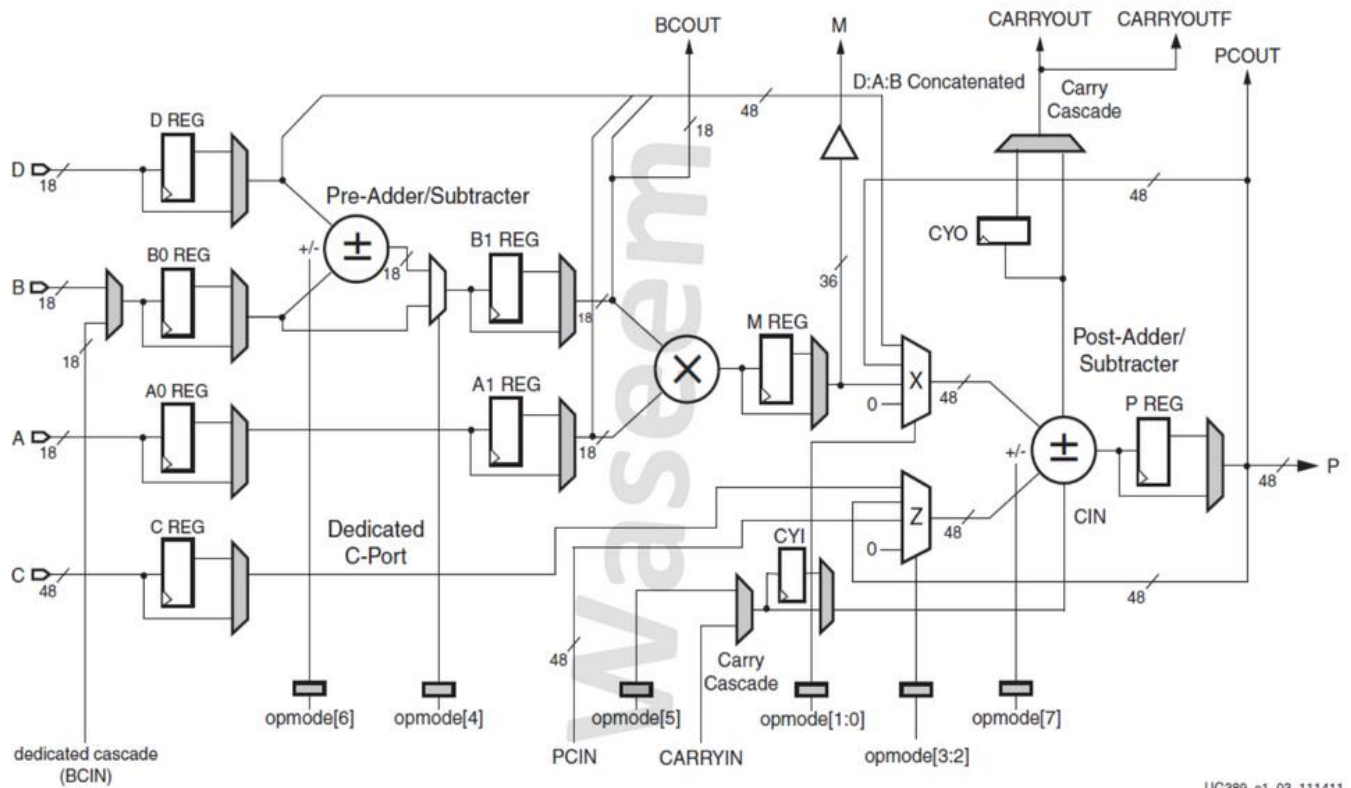 BCOUT
M
CARRYOUT
CARRYOUTF
PCOUT
D:A:B Concatenated
Carry
Cascade
48
18
D REG
D
18
Pre-Adder/Subtracter
+/-
±
18
B0 REG
B
18
18
B1 REG
18
48
CYO
36
M REG
×
Post-Adder/
Subtracter
X
48
0
P REG
+/-
±
48
P
CIN
A0 REG
A
18
A1 REG
18
C REG
C
48
Dedicated
C-Port
Z
48
0
CYI
48
48
Carry
Cascade
Waseem
opmode[6]
opmode[4]
opmode[5]
opmode[1:0]
opmode[7]
dedicated cascade
(BCIN)
PCIN
CARRYIN
opmode[3:2]
UG389_c1_03_111411